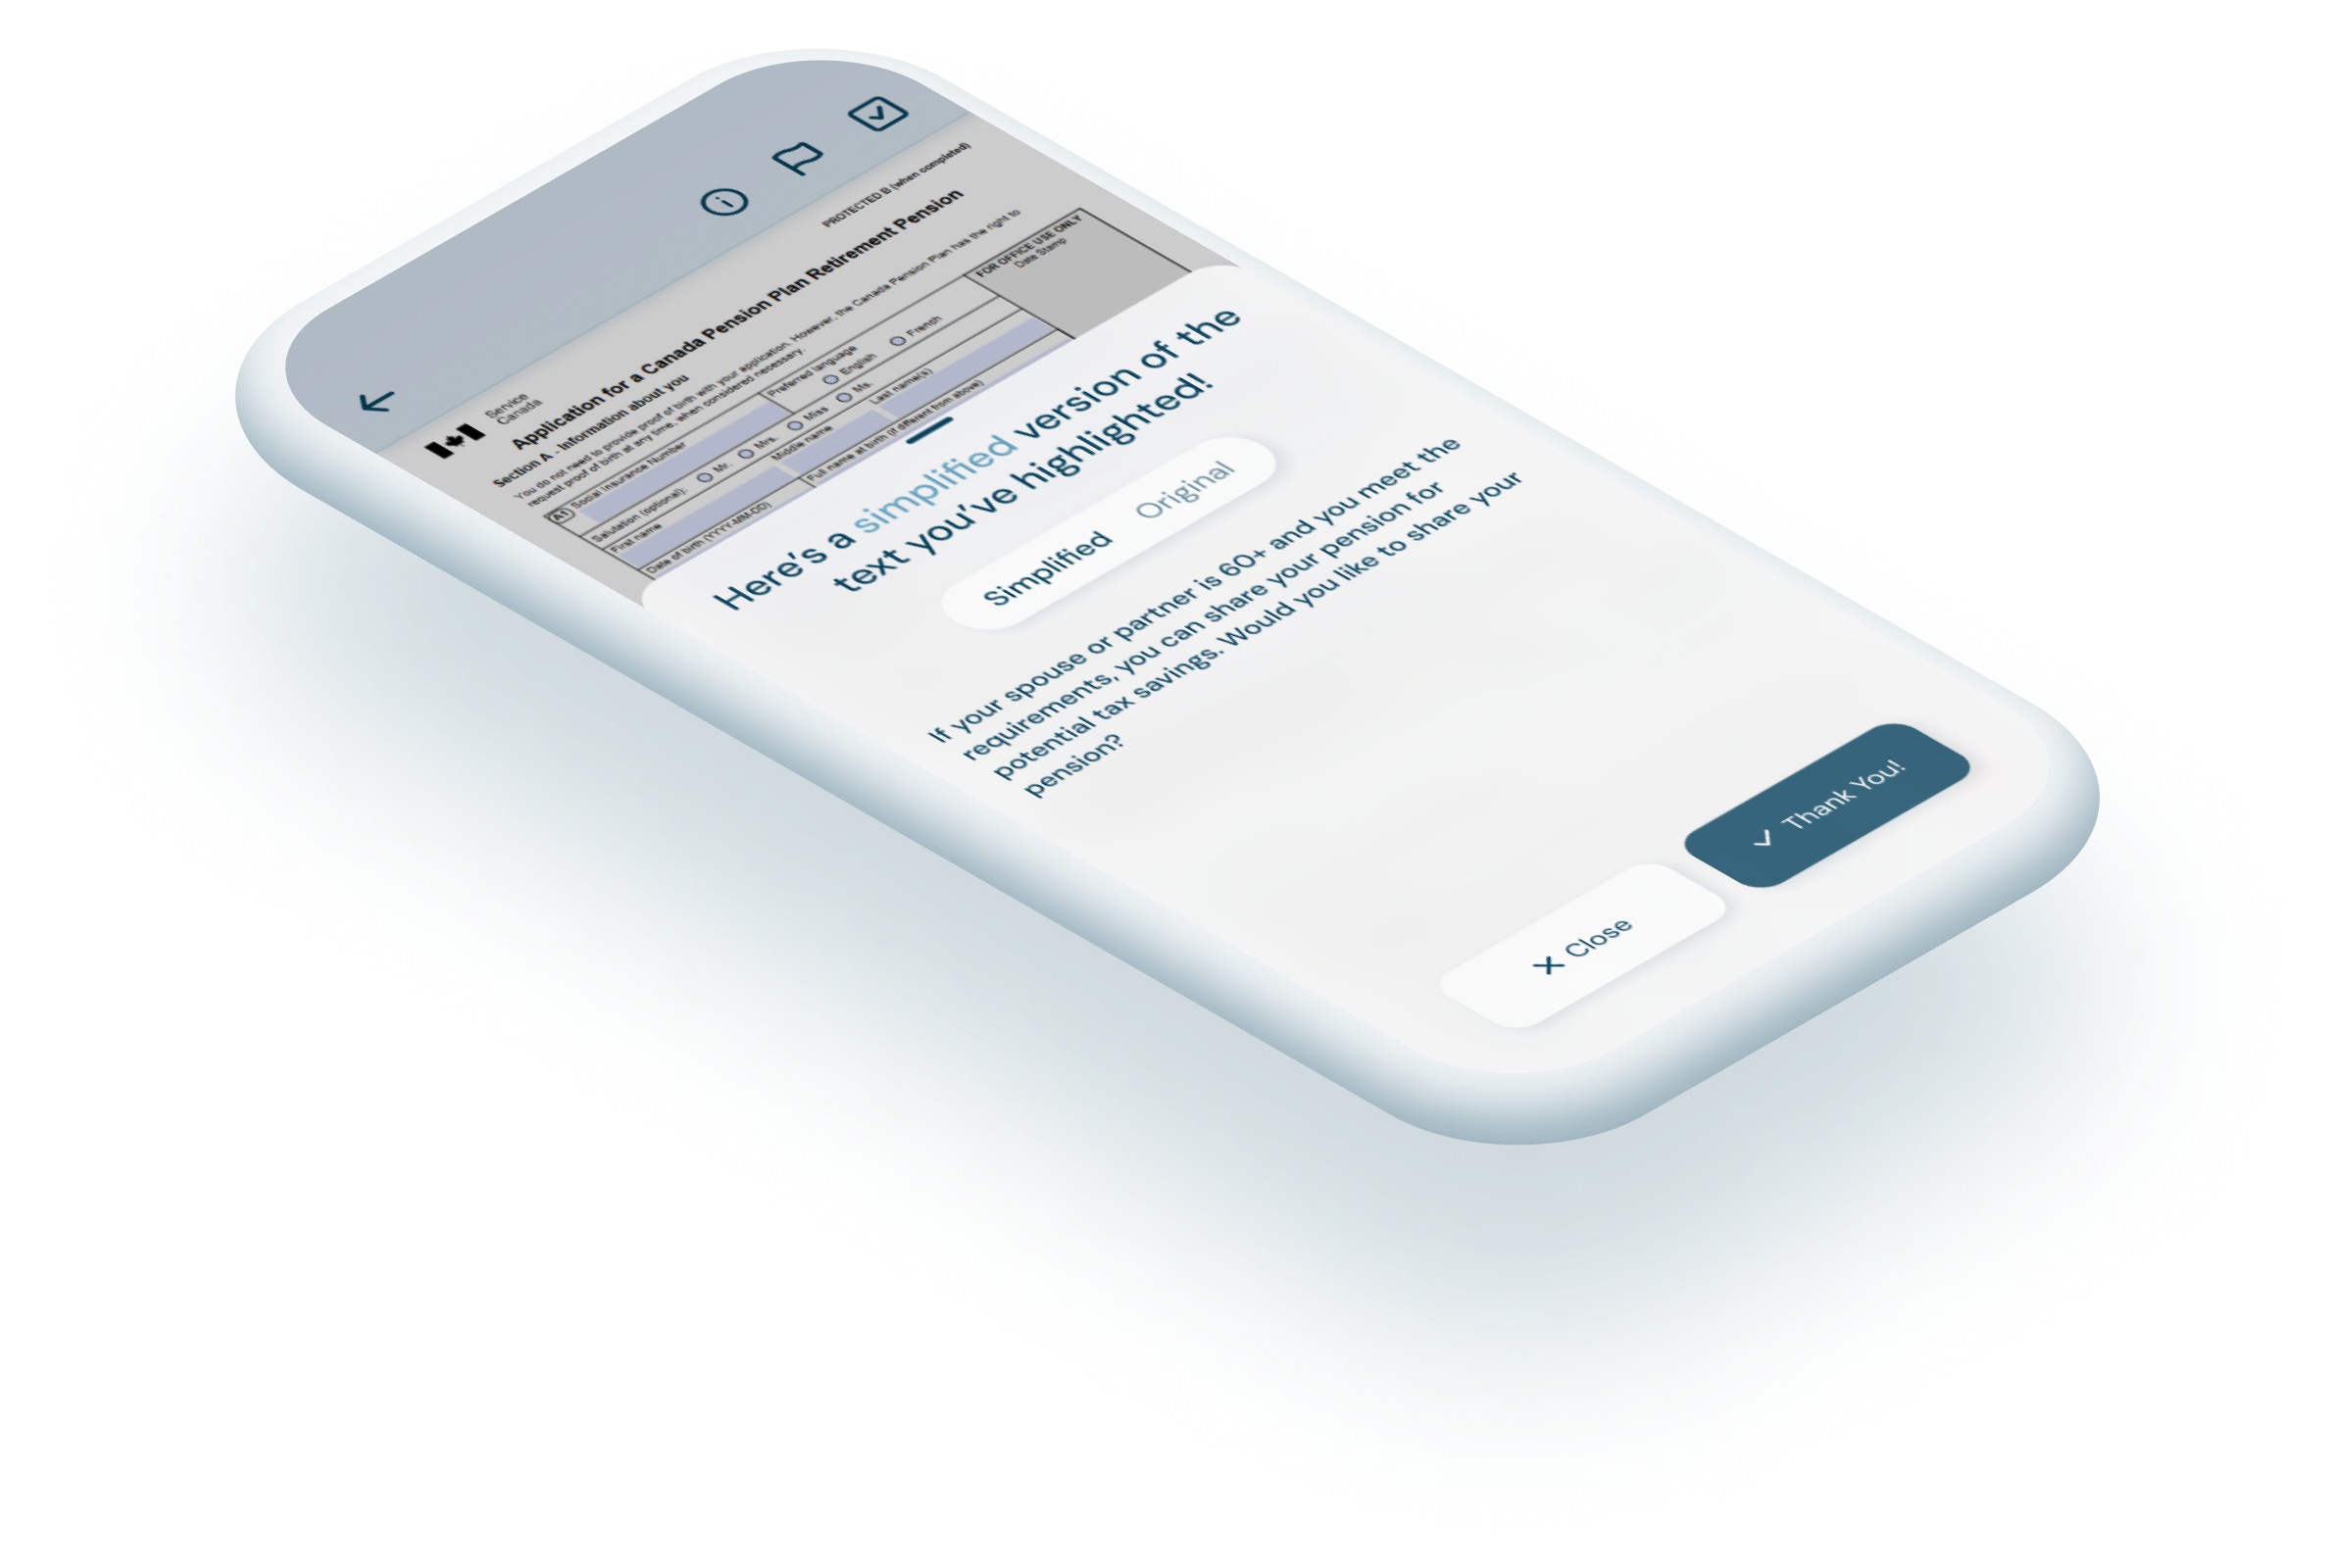 PROTECTED B (when completed)
Service
Canada
Application for a Canada Pension Plan Retirement Pension
Section A - Information about you
You do not need to provide proof of birth with your application. However, the Canada Pension Plan has the right to
request proof of birth at any time, when considered necessary.
FOR OFFICE USE ONLY
Date Stamp
A1 Social Insurance Number
Preferred language
English French
Salutation (optional): Mr. Mrs. Miss Ms.
First name Middle name Last name(s)
Date of birth (YYYY-MM-DD) Full name at birth (if different from above)
Here's a simplified version of the
text you've highlighted!
Simplified Original
If your spouse or partner is 60+ and you meet the
requirements, you can share your pension for
potential tax savings. Would you like to share your
pension?
Close
Thank You!